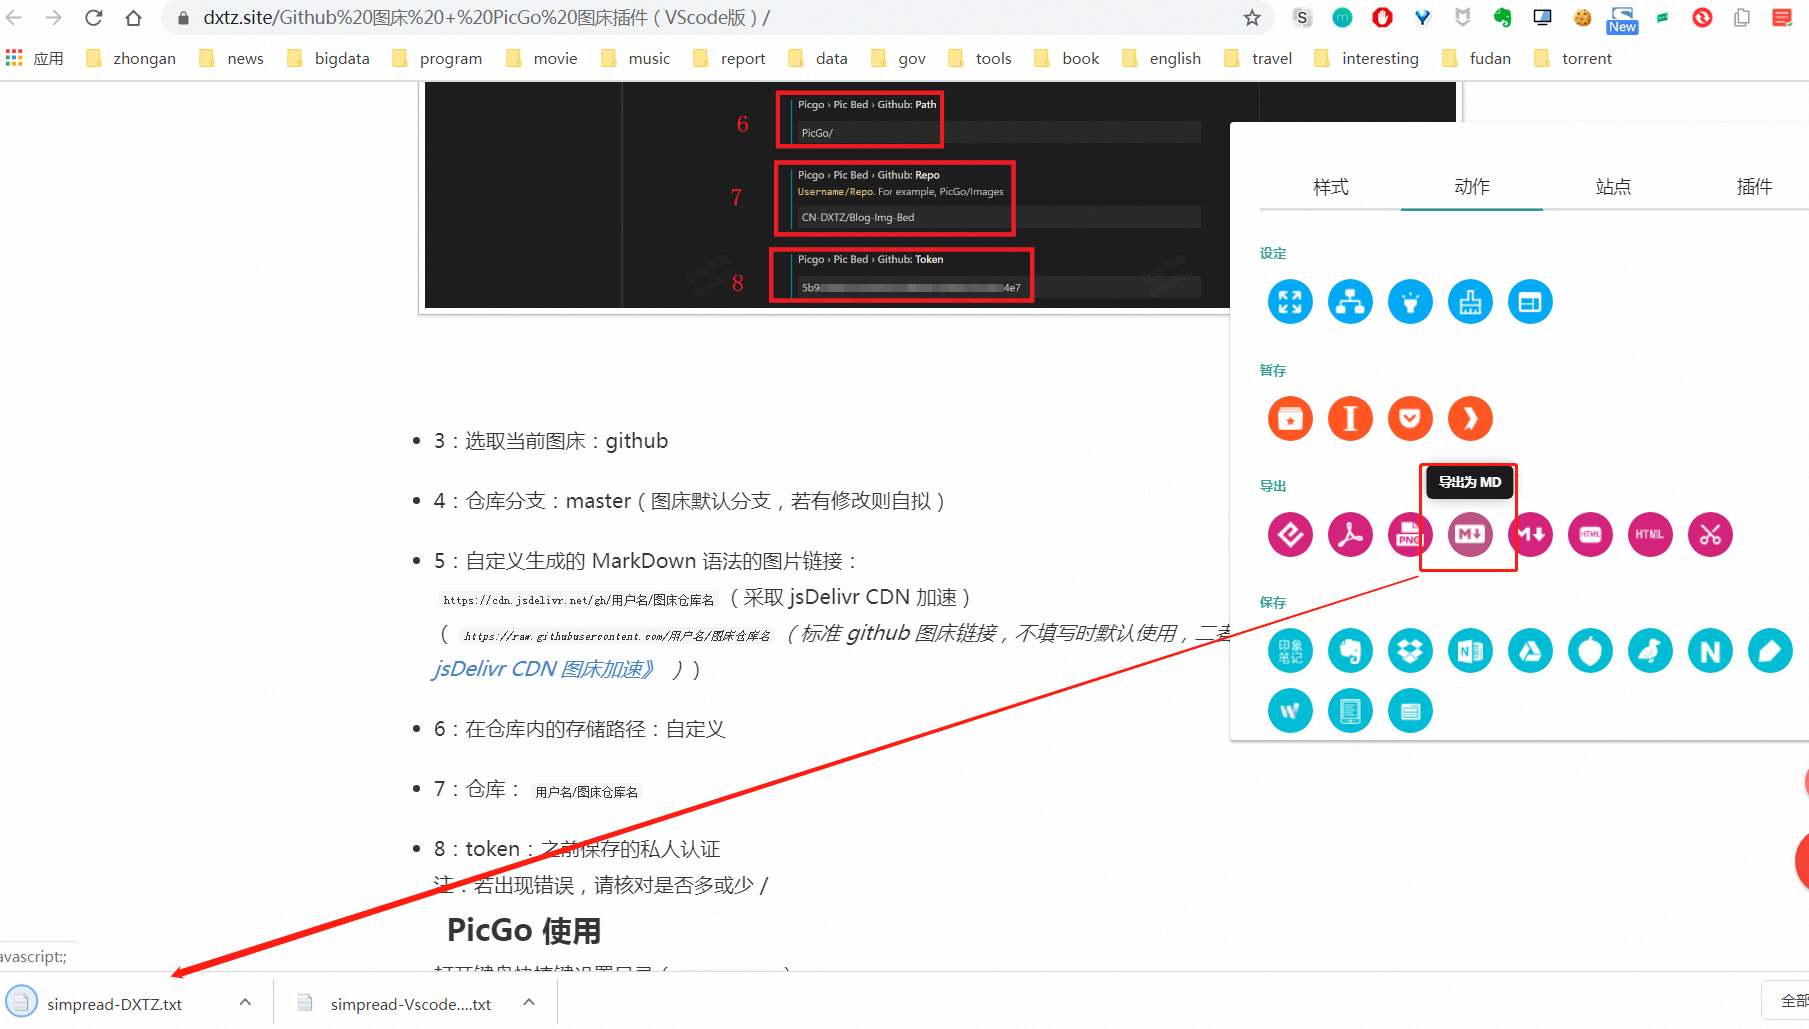 dxtz.site/Github%20图床%20+%20PicGo%20图床插件（VScode版）/
New
应用 zhongan news bigdata program movie music report data gov tools book english travel interesting fudan torrent
6
Picgo › Pic Bed › Github: Path
PicGo/
7
Picgo › Pic Bed › Github: Repo
Username/Repo. For example, PicGo/Images
CN-DXTZ/Blog-Img-Bed
8
Picgo › Pic Bed › Github: Token
5b9 4e7
样式 动作 站点 插件
设定
暂存
导出
导出为 MD
PNG M↓ M↓ HTML HTML
保存
印象笔记 N N
W
• 3：选取当前图床：github
• 4：仓库分支：master（图床默认分支，若有修改则自拟）
• 5：自定义生成的 MarkDown 语法的图片链接：
https://cdn.jsdelivr.net/gh/用户名/图床仓库名 （采取 jsDelivr CDN 加速）
（ https://raw.githubusercontent.com/用户名/图床仓库名 （标准 github 图床链接，不填写时默认使用，二者
jsDelivr CDN 图床加速》 ））
• 6：在仓库内的存储路径：自定义
• 7：仓库： 用户名/图床仓库名
• 8：token：之前保存的私人认证
注：若出现错误，请核对是否多或少 /
PicGo 使用
avascript:;
simpread-DXTZ.txt simpread-Vscode....txt 全部